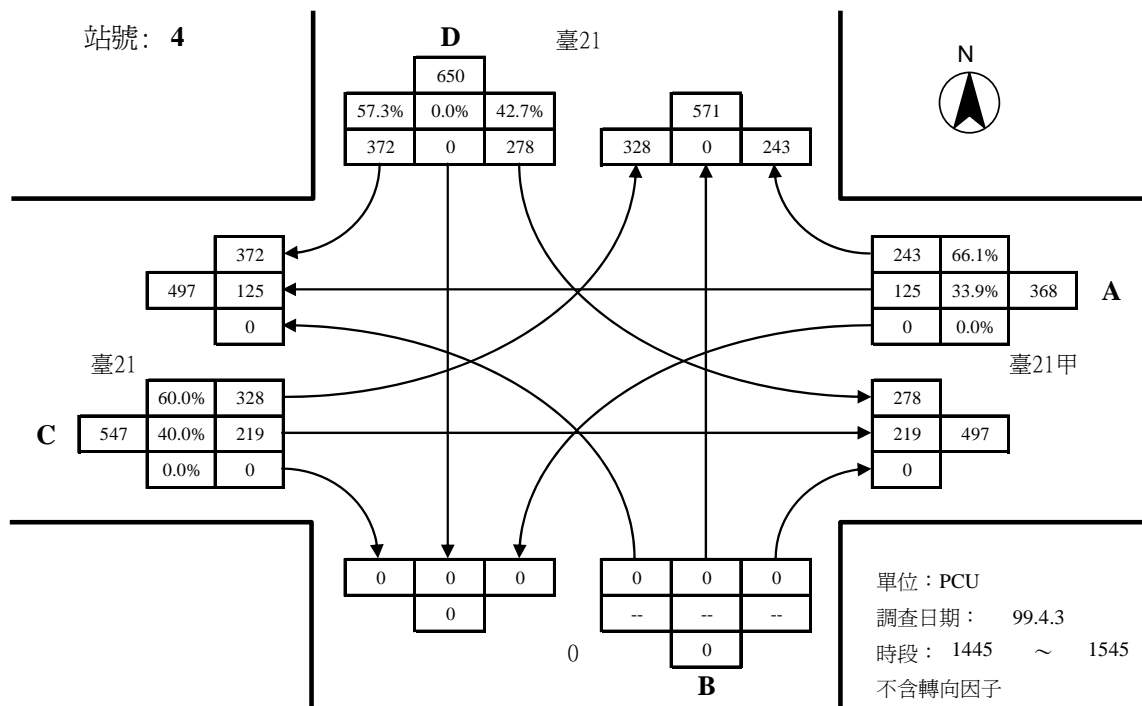 站號: 4
D
臺21
N
650
57.3% 0.0% 42.7%
372 0 278
571
328 0 243
372
497 125
0
243 66.1%
125 33.9% 368
0 0.0%
A
臺21
臺21甲
60.0% 328
C 547 40.0% 219
0.0% 0
278
219 497
0
0 0 0
0
0 0 0
-- -- --
0
0
B
單位：PCU
調查日期： 99.4.3
時段： 1445 ～ 1545
不含轉向因子